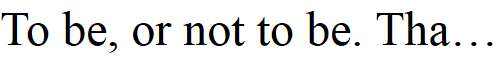 To be, or not to be. Tha…